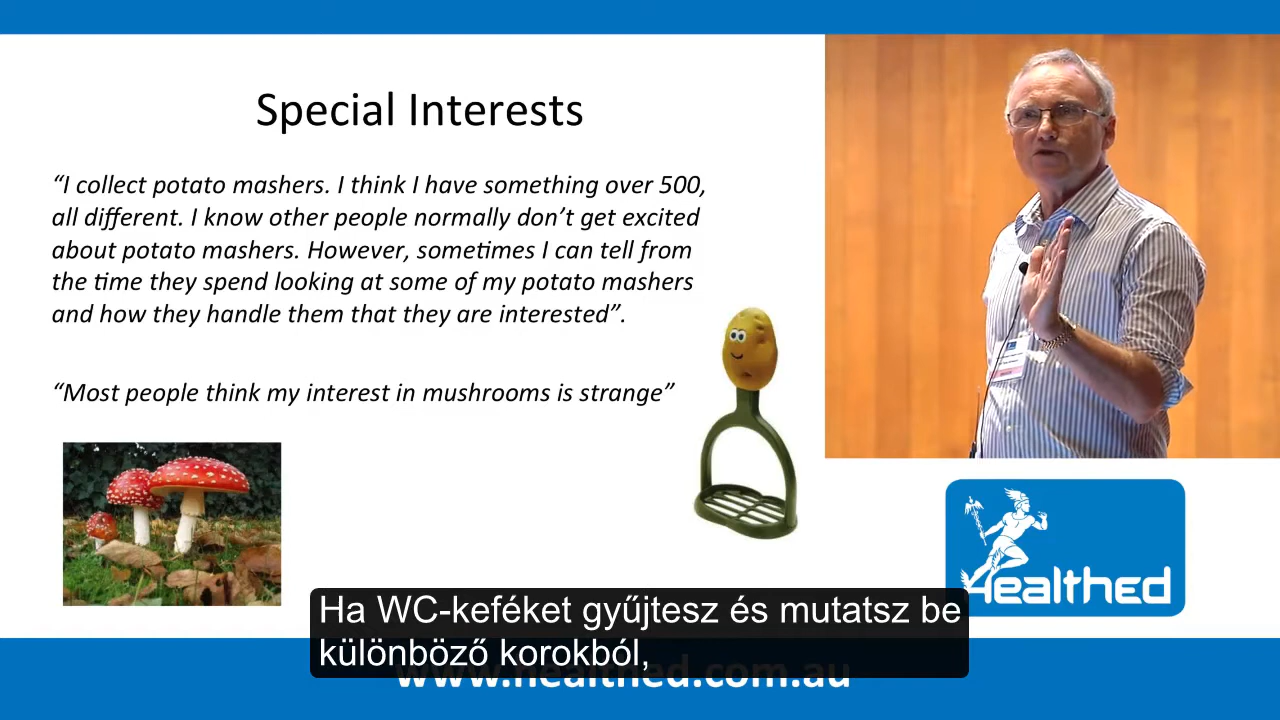 Special Interests
“I collect potato mashers. I think I have something over 500,
all different. I know other people normally don’t get excited
about potato mashers. However, sometimes I can tell from
the time they spend looking at some of my potato mashers
and how they handle them that they are interested”.
“Most people think my interest in mushrooms is strange”
HealthEd
Ha WC-keféket gyűjtesz és mutatsz be
különböző korokból,
www.healthed.com.au